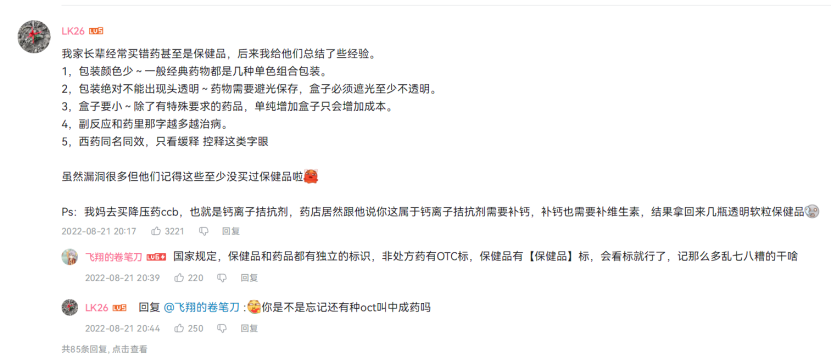 LK26 LV5
我家长辈经常买错药甚至是保健品，后来我给他们总结了些经验。
1，包装颜色少～一般经典药物都是几种单色组合包装。
2，包装绝对不能出现头透明～药物需要避光保存，盒子必须遮光至少不透明。
3，盒子要小～除了有特殊要求的药品，单纯增加盒子只会增加成本。
4，副反应和药里那字越多越治病。
5，西药同名同效，只看缓释 控释这类字眼
虽然漏洞很多但他们记得这些至少没买过保健品啦
Ps：我妈去买降压药ccb，也就是钙离子拮抗剂，药店居然跟他说你这属于钙离子拮抗剂需要补钙，补钙也需要补维生素，结果拿回来几瓶透明软粒保健品
2022-08-21 20:17 3221 回复
飞翔的卷笔刀 LV6 国家规定，保健品和药品都有独立的标识，非处方药有OTC标，保健品有【保健品】标，会看标就行了，记那么多乱七八糟的干啥
2022-08-21 20:39 220 回复
LK26 LV5 回复 @飞翔的卷笔刀 :你是不是忘记还有种oct叫中成药吗
2022-08-21 20:44 250 回复
共85条回复, 点击查看